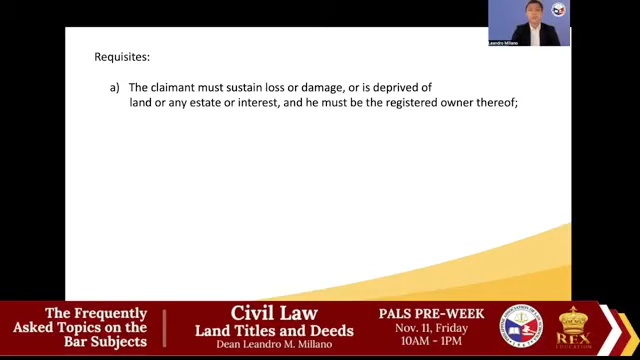 Leandro Millano
Requisites:
a) The claimant must sustain loss or damage, or is deprived of
land or any estate or interest, and he must be the registered owner thereof;
The Frequently
Asked Topics on the
Bar Subjects
Civil Law
Land Titles and Deeds
Dean Leandro M. Millano
PALS PRE-WEEK
Nov. 11, Friday
10AM - 1PM
REX
EDUCATION